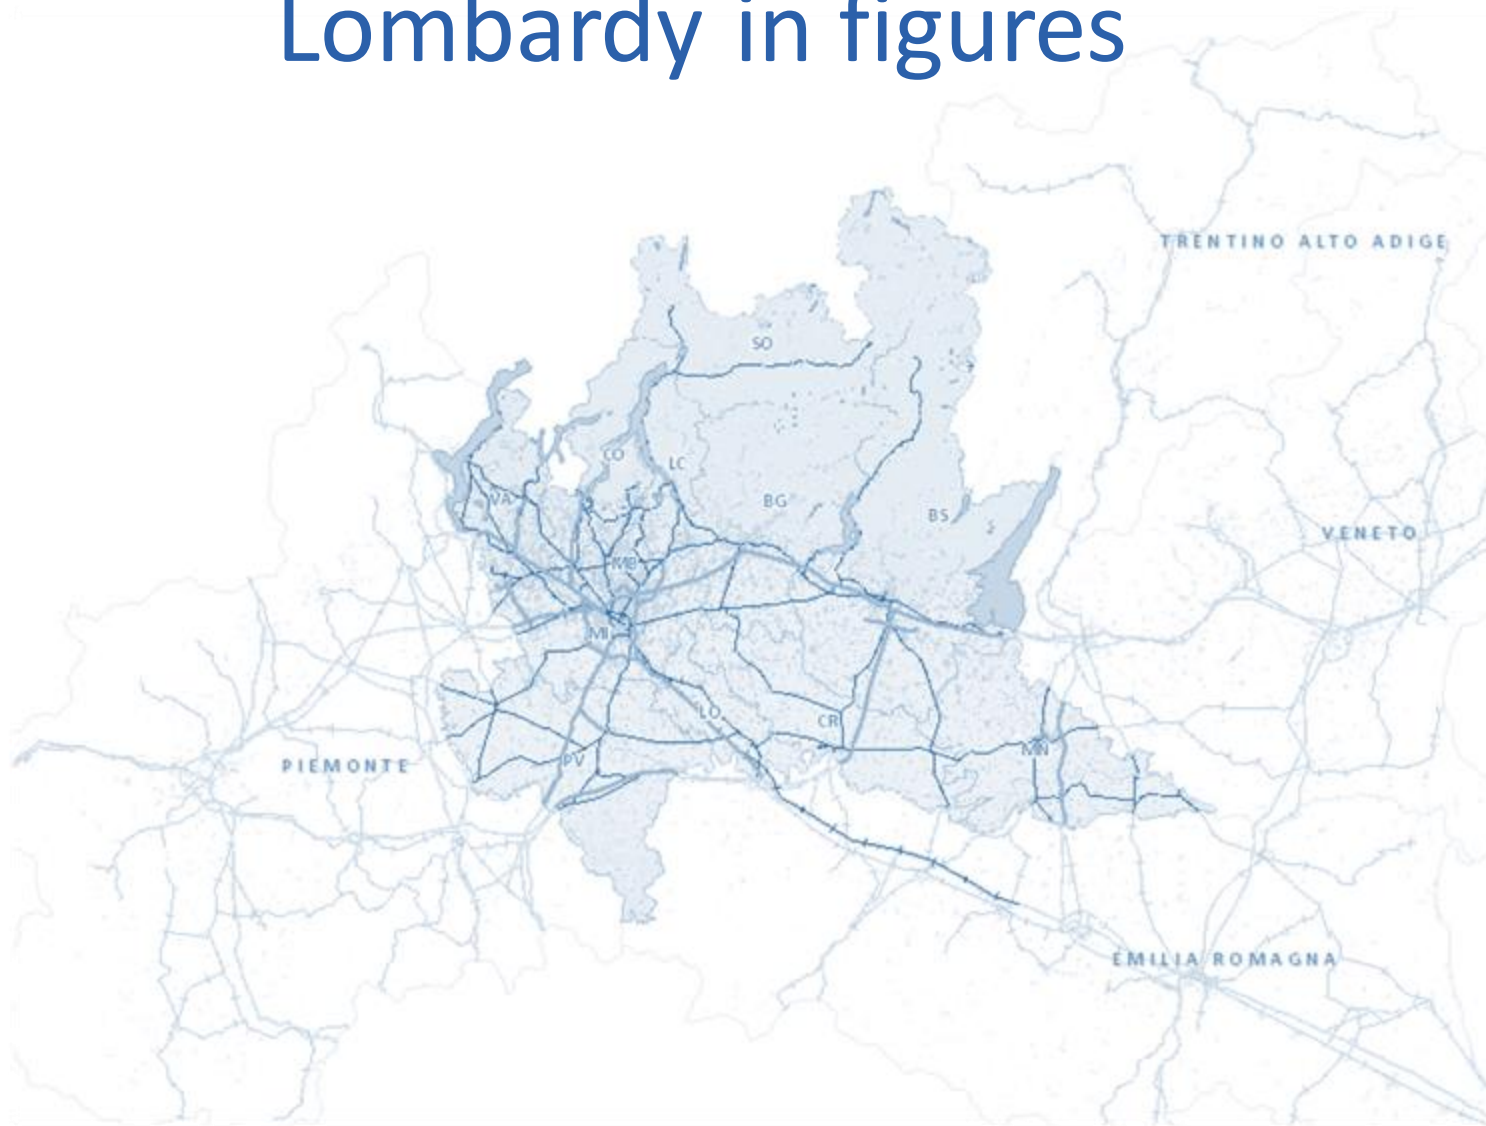 Lombardy in figures
TRENTINO ALTO ADIGE
SO
CO
LC
VA
BG
BS
VENETO
MB
MI
LO
CR
MN
PV
PIEMONTE
EMILIA ROMAGNA